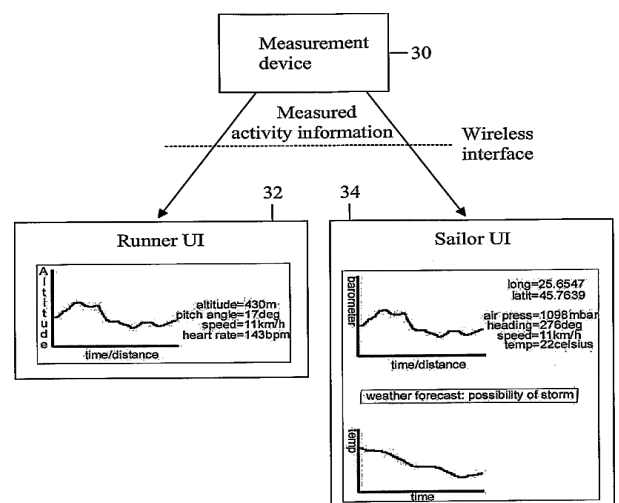 Measurement
device
30
Measured
activity information
Wireless
interface
32
34
Runner UI
Altitude
altitude=430m
pitch angle=17deg
speed=11km/h
heart rate=143bpm
time/distance
Sailor UI
barometer
long=25.6547
latit=45.7639
air press=1098mbar
heading=276deg
speed=11km/h
temp=22celsius
time/distance
weather forecast: possibility of storm
temp
time